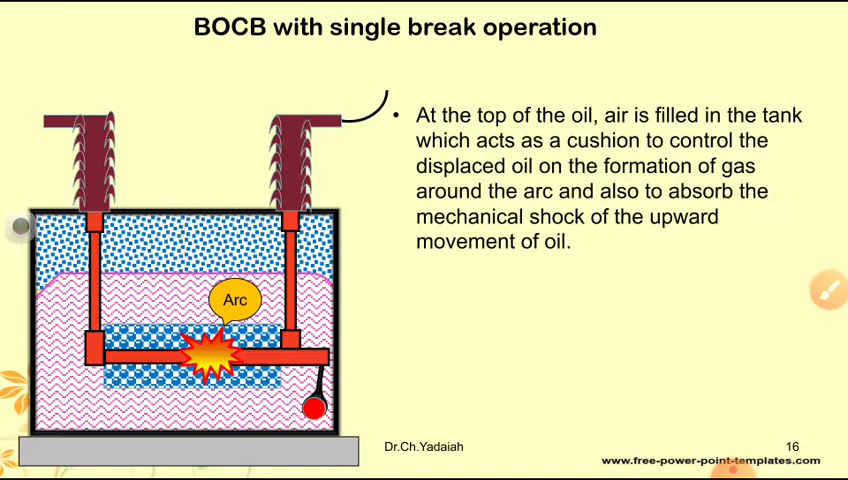 BOCB with single break operation
• At the top of the oil, air is filled in the tank
which acts as a cushion to control the
displaced oil on the formation of gas
around the arc and also to absorb the
mechanical shock of the upward
movement of oil.
Arc
Dr.Ch.Yadaiah
16
www.free-power-point-templates.com